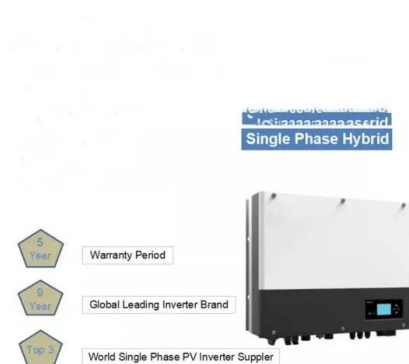 Single Phase Hybrid
5
Year
Warranty Period
9
Year
Global Leading Inverter Brand
Top 3
World Single Phase PV Inverter Suppler